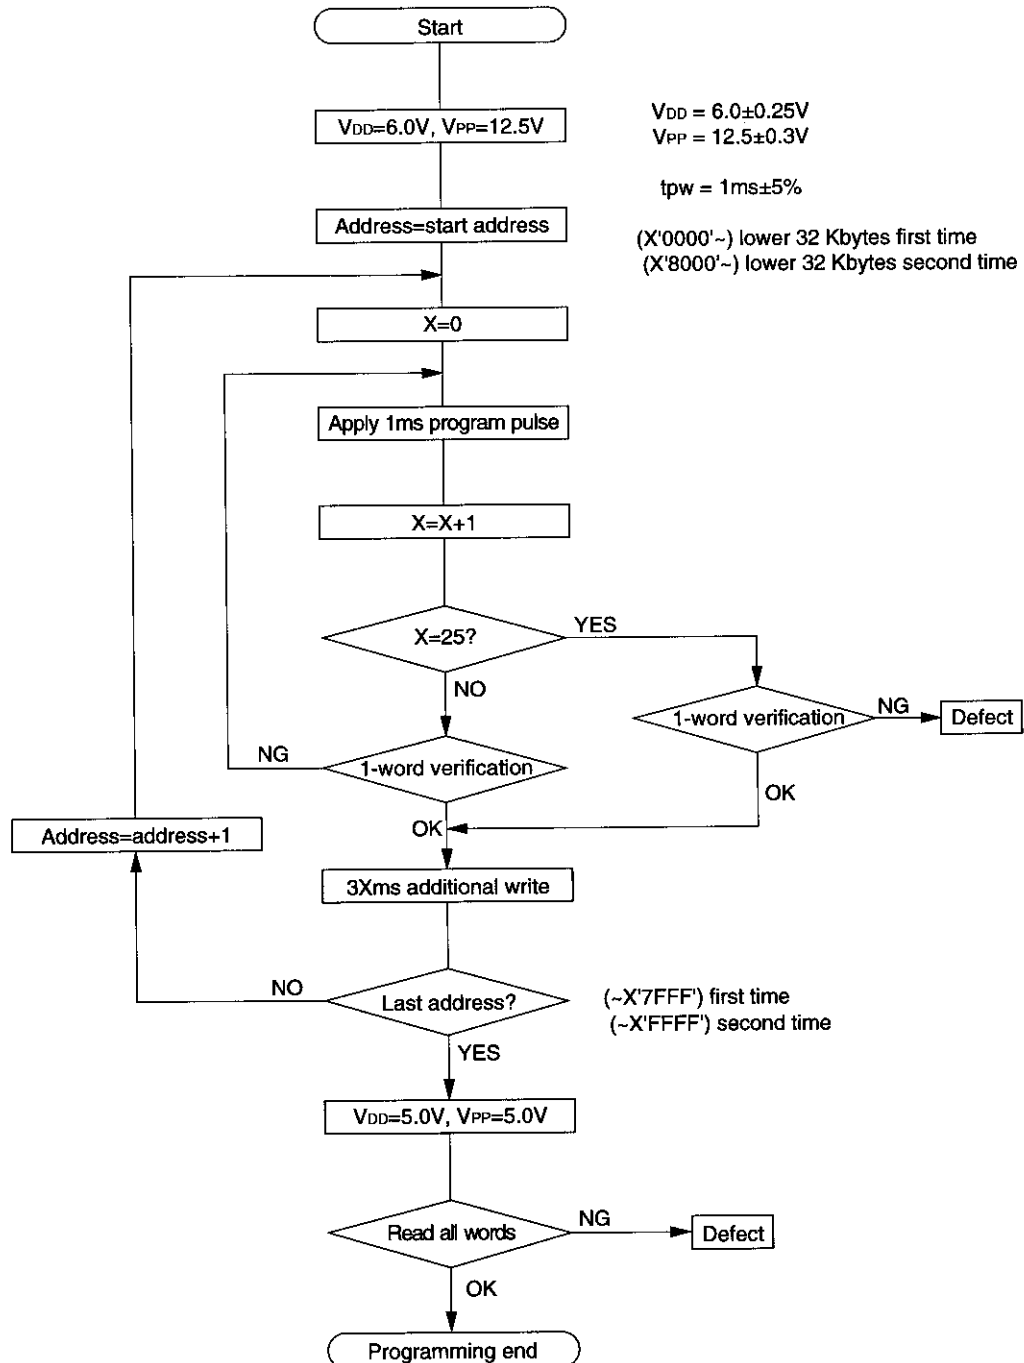 Start
VDD=6.0V, VPP=12.5V
VDD = 6.0±0.25V
VPP = 12.5±0.3V
tpw = 1ms±5%
Address=start address
(X'0000'~) lower 32 Kbytes first time
(X'8000'~) lower 32 Kbytes second time
X=0
Apply 1ms program pulse
X=X+1
X=25?
YES
NO
1-word verification
NG
Defect
NG
1-word verification
OK
OK
Address=address+1
3Xms additional write
NO
Last address?
(~X'7FFF') first time
(~X'FFFF') second time
YES
VDD=5.0V, VPP=5.0V
Read all words
NG
Defect
OK
Programming end